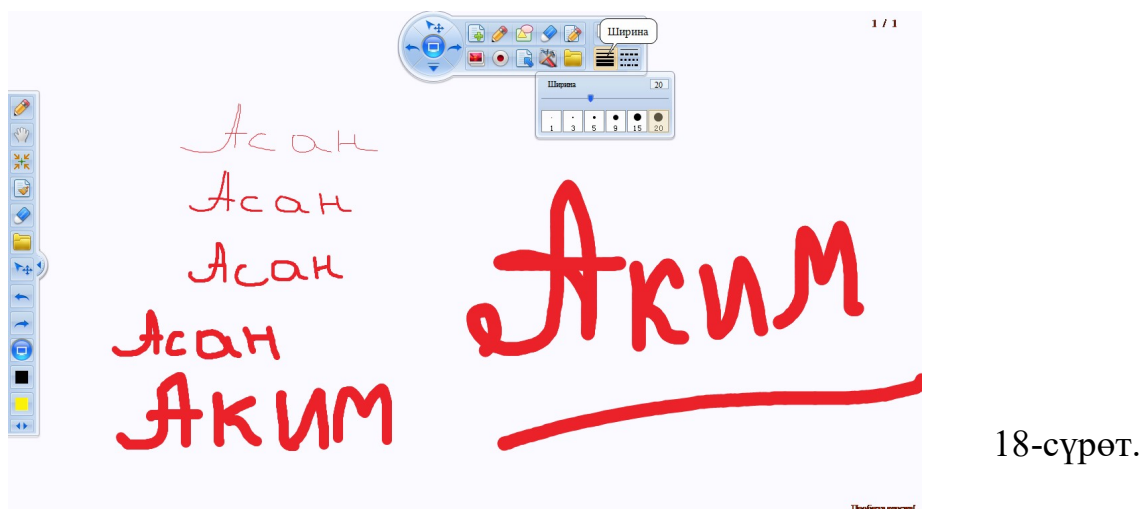 1 / 1
Ширина
Ширина 20
1 3 5 9 15 20
Асан
Асан
Асан
Асан
Аким
Аким
18-сүрөт.